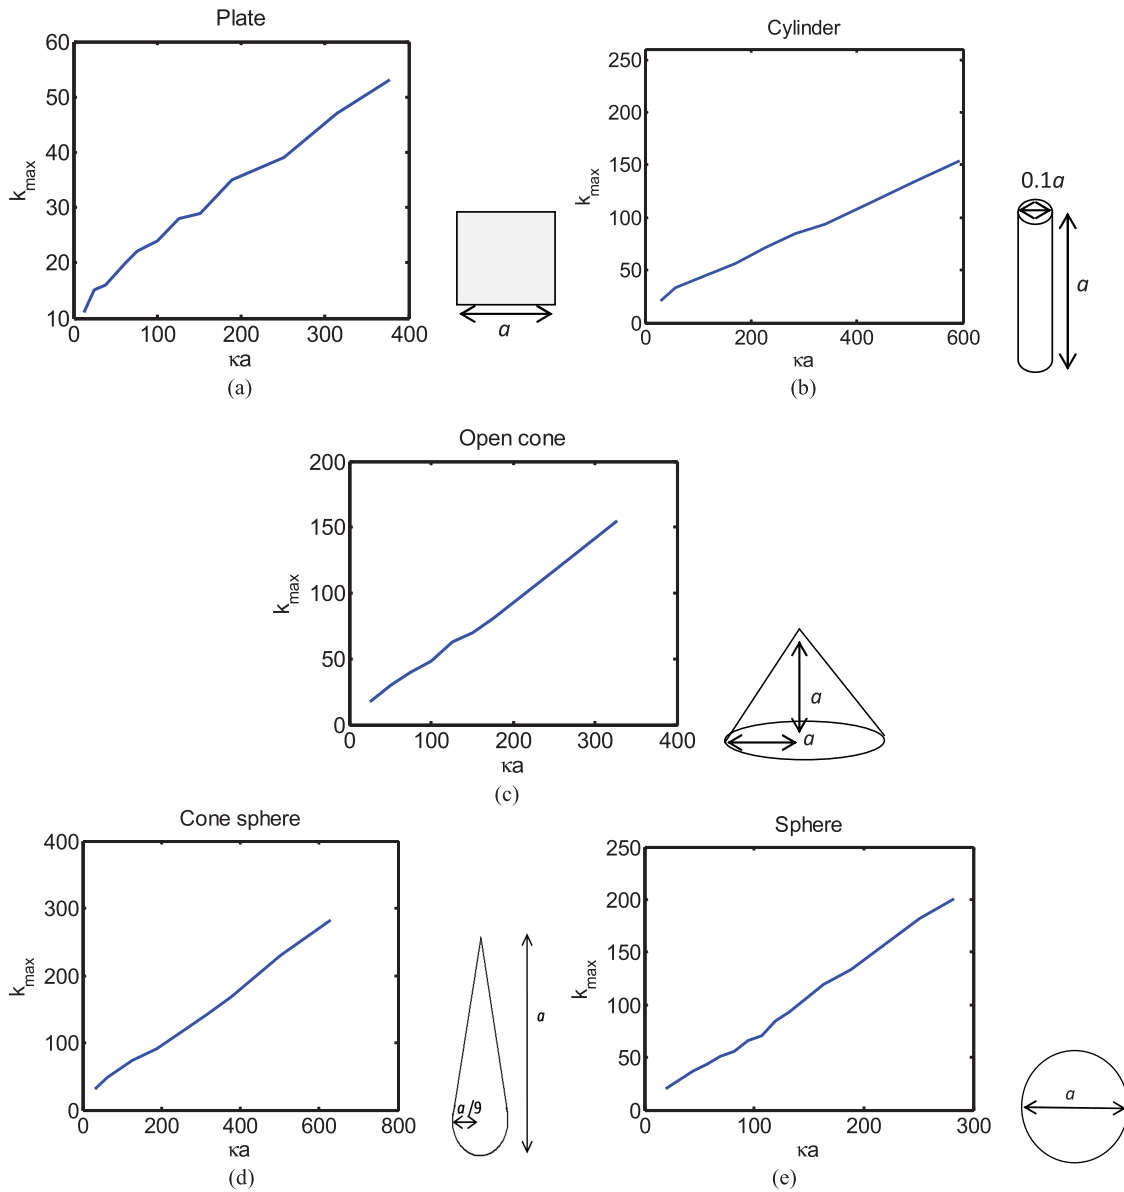 Plate
60
50
40
30
20
10
k_max
0 100 200 300 400
κa
(a)
a
Cylinder
250
200
150
100
50
0
k_max
0 200 400 600
κa
(b)
0.1a
a
Open cone
200
150
100
50
0
k_max
0 100 200 300 400
κa
(c)
a
a
Cone sphere
400
300
200
100
0
k_max
0 200 400 600 800
κa
(d)
a
a/9
Sphere
250
200
150
100
50
0
k_max
0 100 200 300
κa
(e)
a